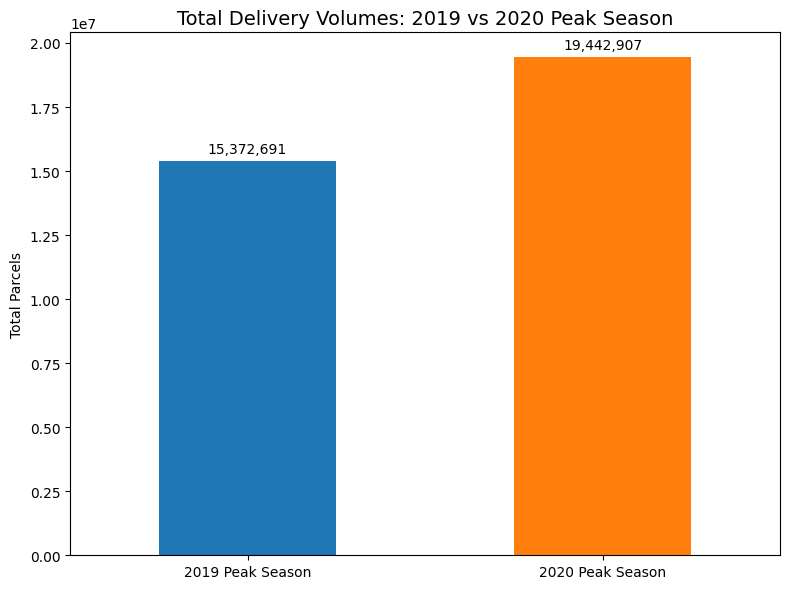 Total Delivery Volumes: 2019 vs 2020 Peak Season
1e7
2.00
1.75
1.50
1.25
1.00
0.75
0.50
0.25
0.00
Total Parcels
15,372,691
19,442,907
2019 Peak Season
2020 Peak Season